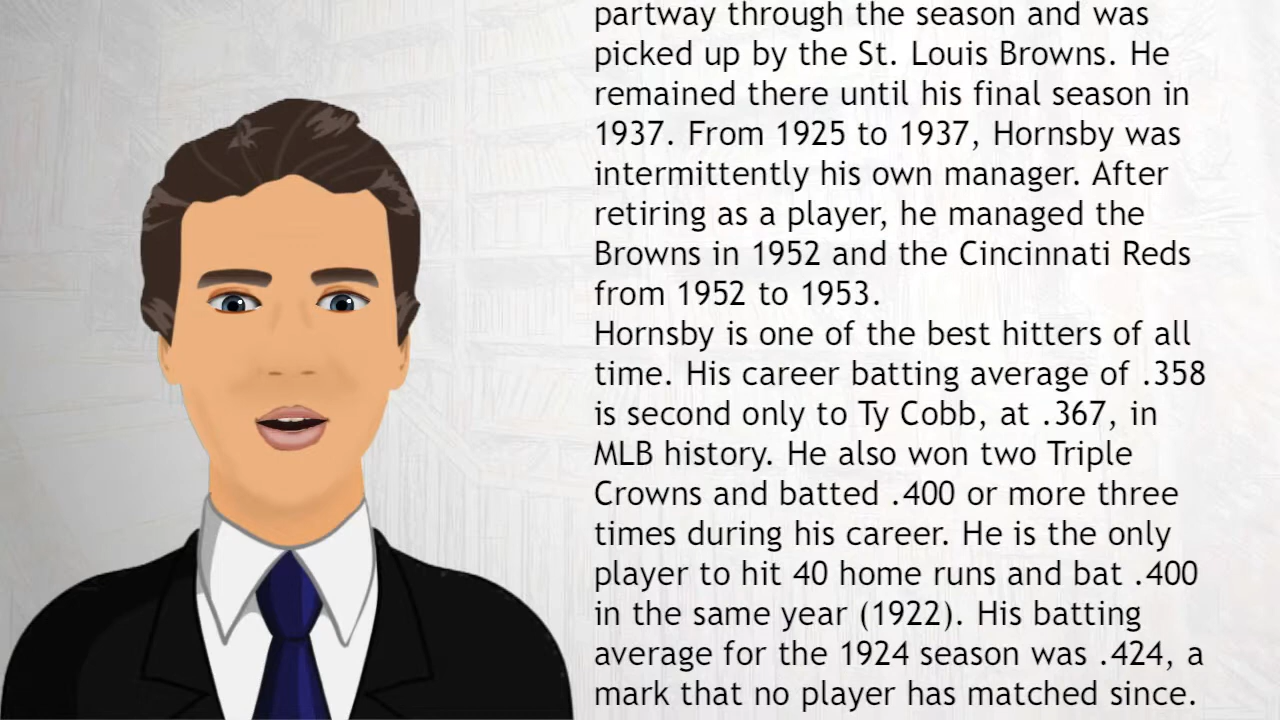 partway through the season and was
picked up by the St. Louis Browns. He
remained there until his final season in
1937. From 1925 to 1937, Hornsby was
intermittently his own manager. After
retiring as a player, he managed the
Browns in 1952 and the Cincinnati Reds
from 1952 to 1953.
Hornsby is one of the best hitters of all
time. His career batting average of .358
is second only to Ty Cobb, at .367, in
MLB history. He also won two Triple
Crowns and batted .400 or more three
times during his career. He is the only
player to hit 40 home runs and bat .400
in the same year (1922). His batting
average for the 1924 season was .424, a
mark that no player has matched since.